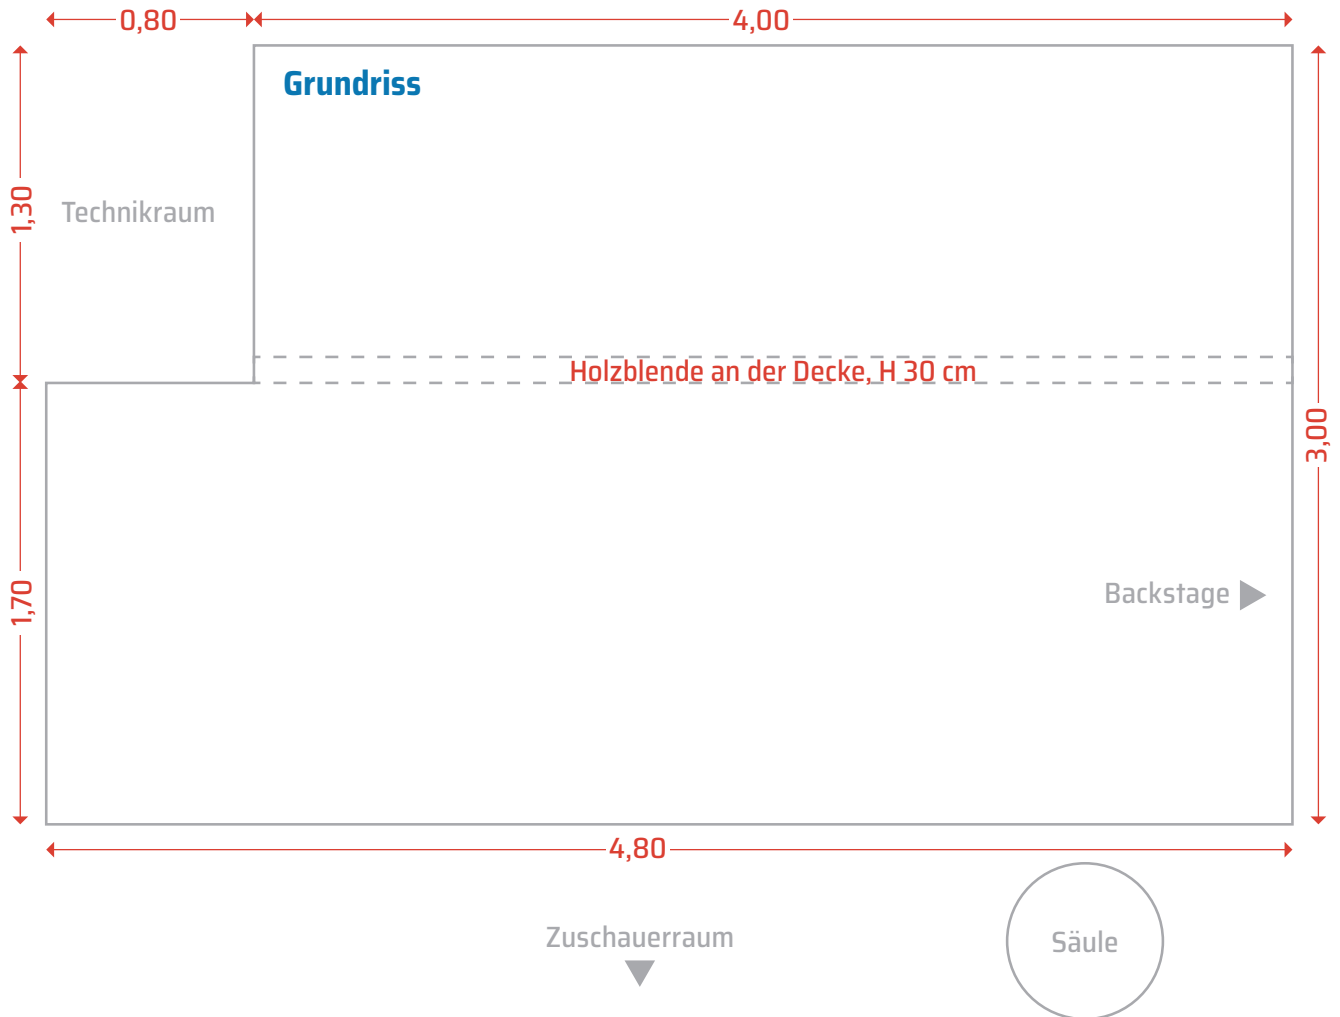 0,80
4,00
Grundriss
1,30
Technikraum
Holzblende an der Decke, H 30 cm
3,00
1,70
Backstage
4,80
Zuschauerraum
Säule